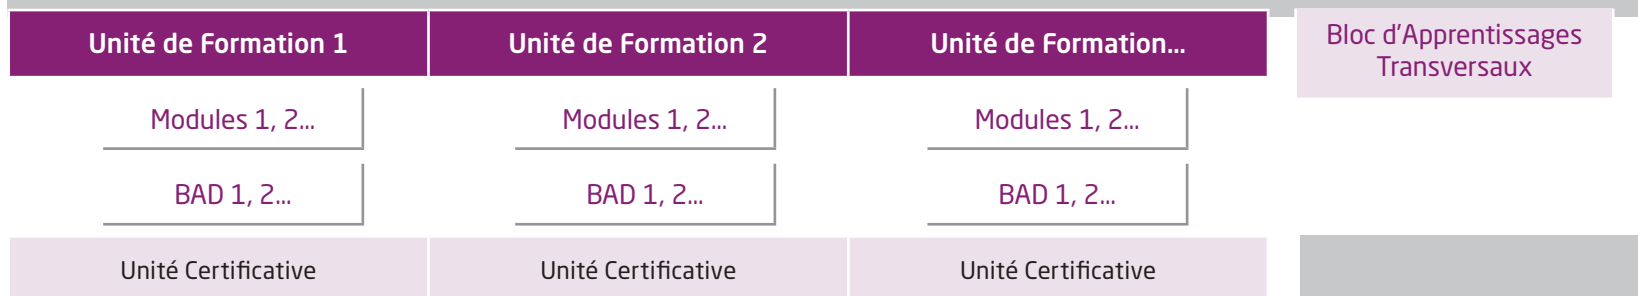 Unité de Formation 1
Unité de Formation 2
Unité de Formation...
Bloc d’Apprentissages
Transversaux
Modules 1, 2...
Modules 1, 2...
Modules 1, 2...
BAD 1, 2...
BAD 1, 2...
BAD 1, 2...
Unité Certificative
Unité Certificative
Unité Certificative